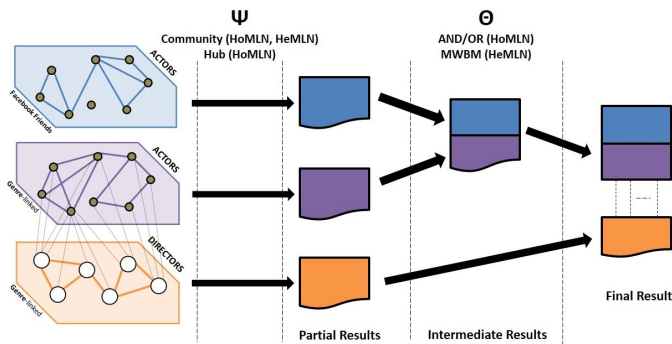 Ψ
Community (HoMLN, HeMLN)
Hub (HoMLN)
Θ
AND/OR (HoMLN)
MWBM (HeMLN)
ACTORS
Facebook Friends
ACTORS
Genre-linked
DIRECTORS
Genre-linked
Partial Results
Intermediate Results
Final Result